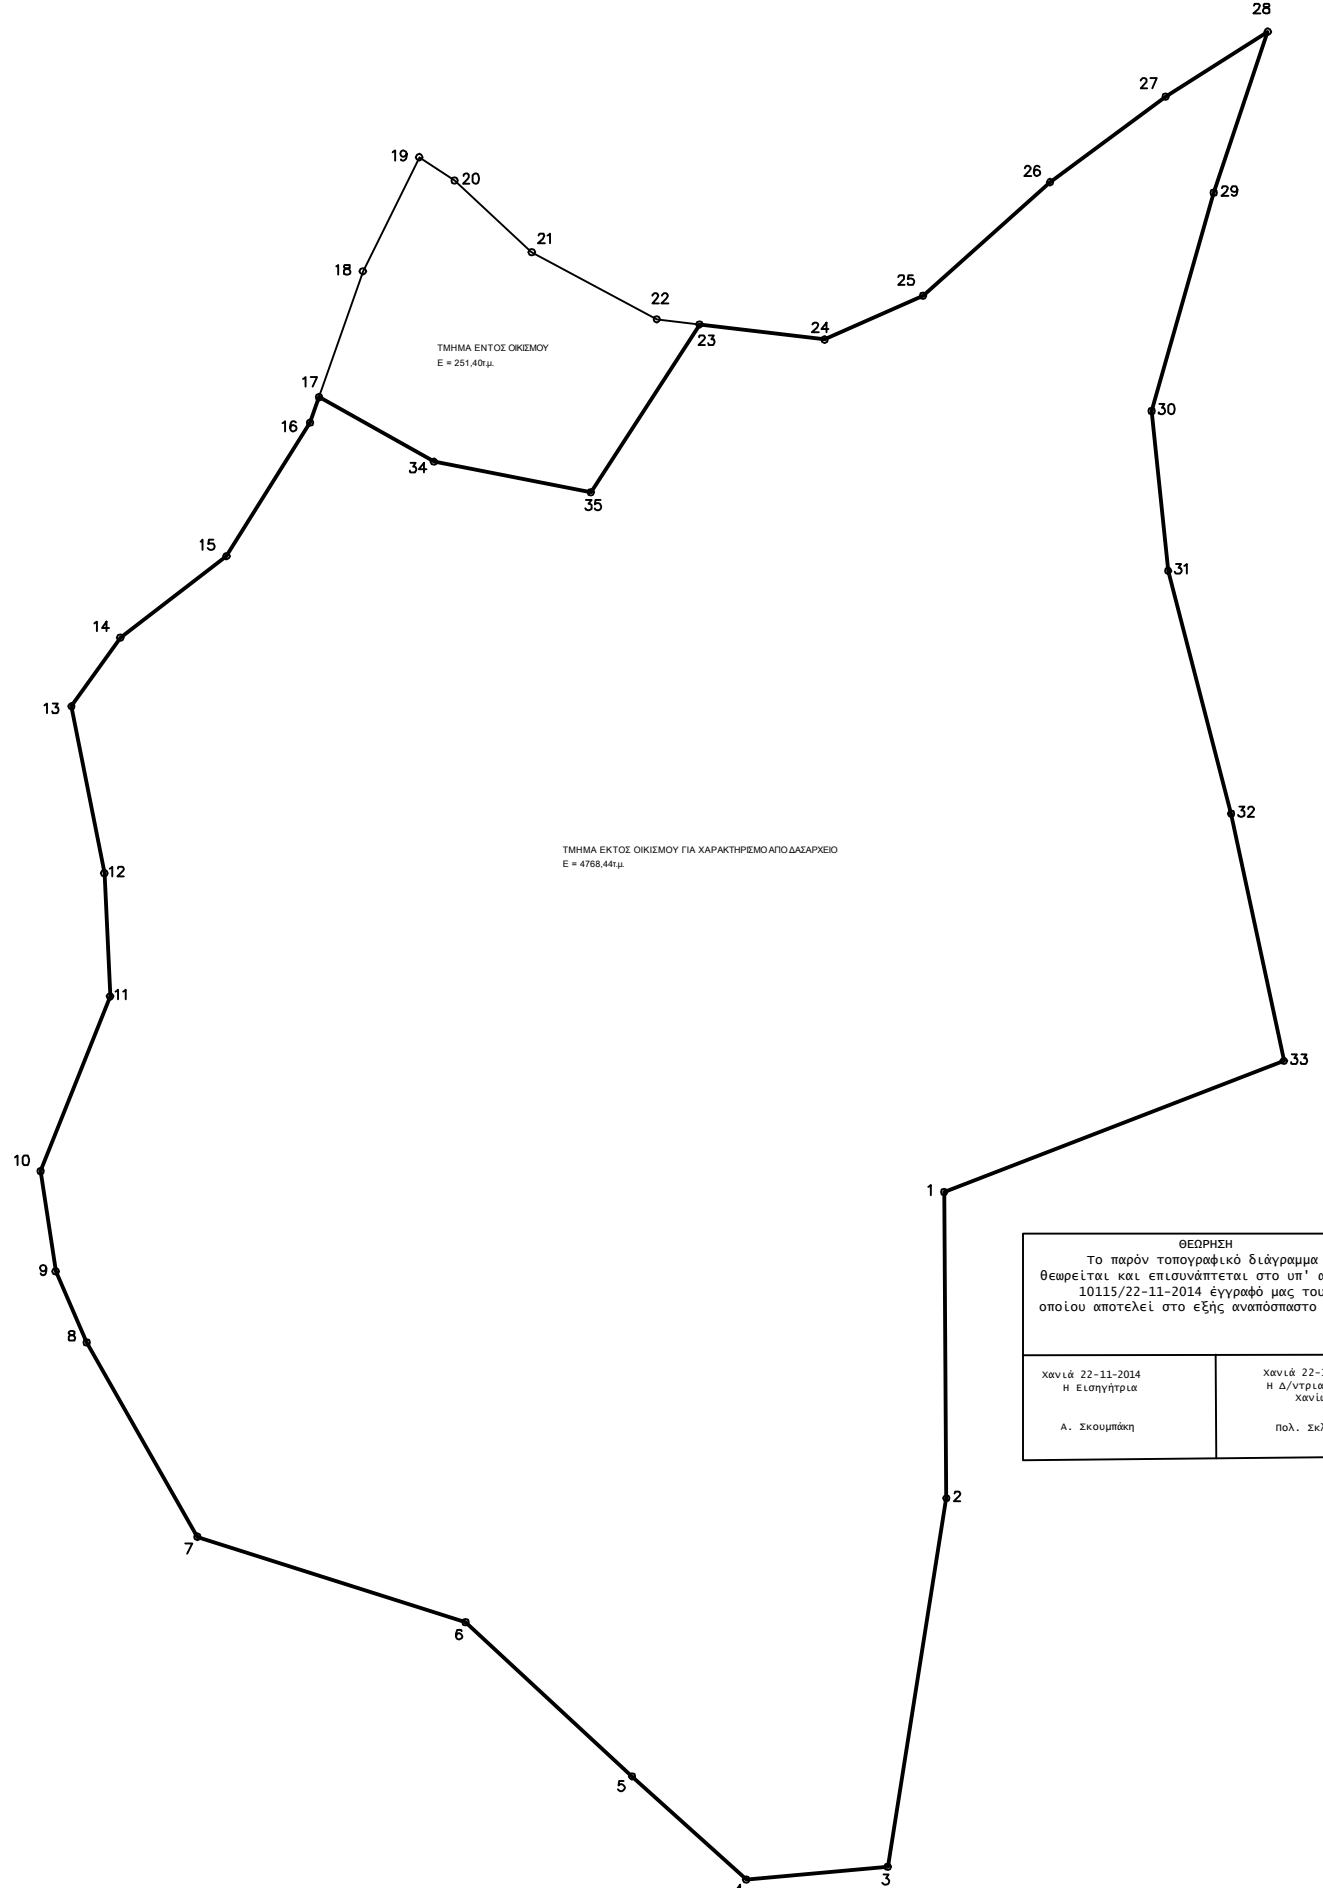 28
27
19
20
26
29
21
18
25
22
24
23
ΤΜΗΜΑ ΕΝΤΟΣ ΟΙΚΙΣΜΟΥ
Ε = 251,40τ.μ.
17
30
16
34
35
15
31
14
13
32
ΤΜΗΜΑ ΕΚΤΟΣ ΟΙΚΙΣΜΟΥ ΓΙΑ ΧΑΡΑΚΤΗΡΙΣΜΟ ΑΠΟ ΔΑΣΑΡΧΕΙΟ
Ε = 4768,44τ.μ.
12
11
33
10
1
9
8
ΘΕΩΡΗΣΗ
Το παρόν τοπογραφικό διάγραμμα
θεωρείται και επισυνάπτεται στο υπ' α
10115/22-11-2014 έγγραφό μας του
οποίου αποτελεί στο εξής αναπόσπαστο
Χανιά 22-11-2014
Η Εισηγήτρια
Α. Σκουμπάκη
Χανιά 22-
Η Δ/ντρια
Πολ.
2
7
6
5
3